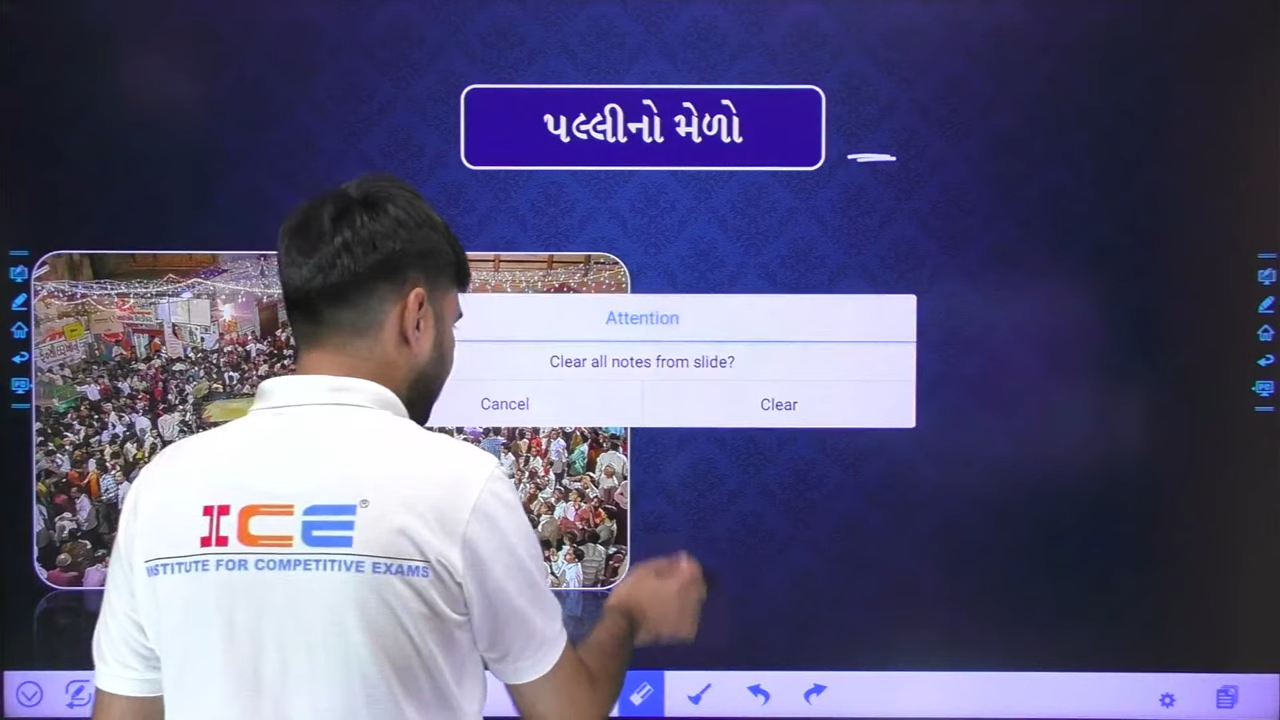 પલ્લીનો મેળો
Attention
Clear all notes from slide?
Cancel
Clear
ICE
INSTITUTE FOR COMPETITIVE EXAMS